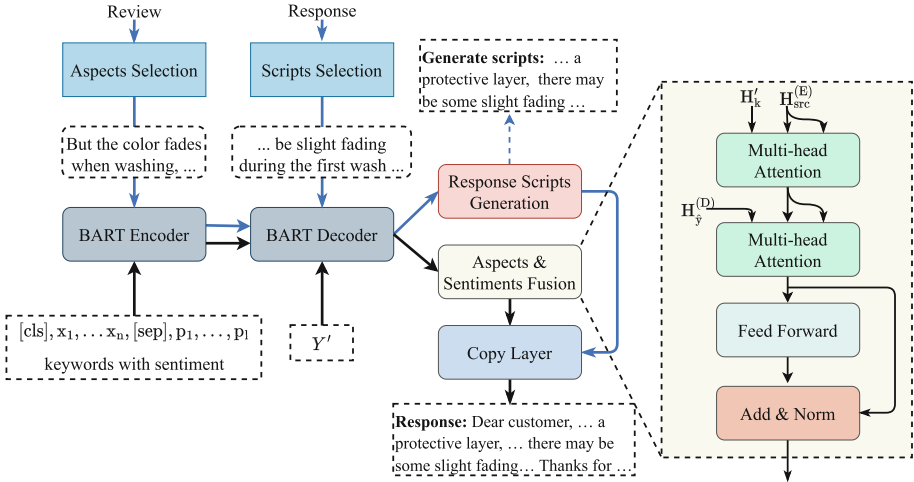 Review
Response
Aspects Selection
Scripts Selection
Generate scripts: … a
protective layer, there may
be some slight fading …
But the color fades
when washing, ...
... be slight fading
during the first wash ...
BART Encoder
BART Decoder
Response Scripts
Generation
Aspects &
Sentiments Fusion
Copy Layer
[cls], x₁, . . . xₙ, [sep], p₁, . . . , pₗ
keywords with sentiment
Y′
Response: Dear customer, … a
protective layer, … there may be
some slight fading… Thanks for …
H′ₖ
H_src^(E)
Multi-head
Attention
H_ŷ^(D)
Multi-head
Attention
Feed Forward
Add & Norm